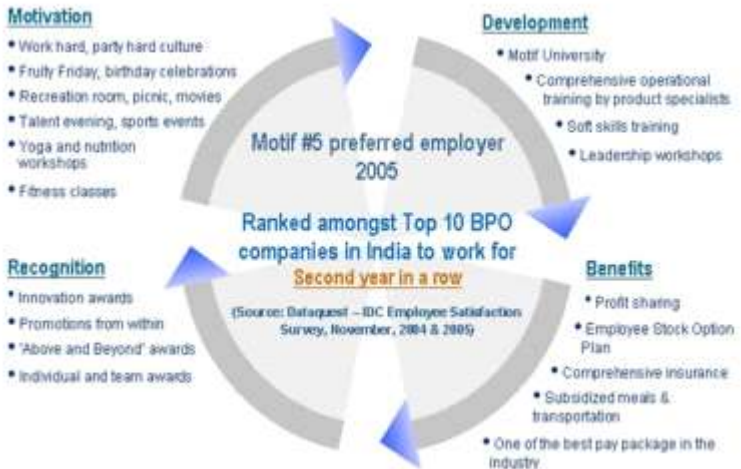 Motivation
• Work hard, party hard culture
• Fruity Friday, birthday celebrations
• Recreation room, picnic, movies
• Talent evening, sports events
• Yoga and nutrition
workshops
• Fitness classes
Development
• Motif University
• Comprehensive operational
training by product specialists
• Soft skills training
• Leadership workshops
Motif #5 preferred employer
2005
Ranked amongst Top 10 BPO
companies in India to work for
Second year in a row
(Source: Dataquest – IDC Employee Satisfaction
Survey, November, 2004 & 2005)
Recognition
• Innovation awards
• Promotions from within
• 'Above and Beyond' awards
• Individual and team awards
Benefits
• Profit sharing
• Employee Stock Option
Plan
• Comprehensive insurance
• Subsidized meals &
transportation
• One of the best pay package in the
industry